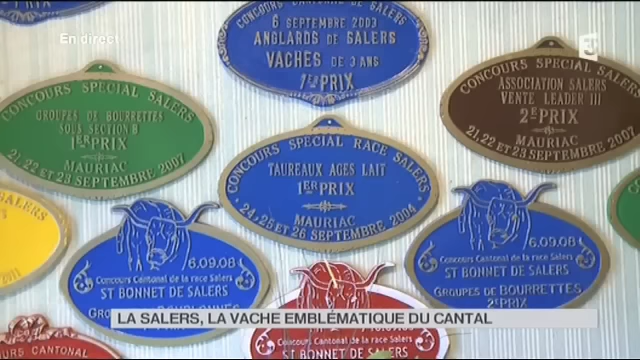 En direct
3
6 SEPTEMBRE 2003
ANGLARDS DE SALERS
VACHES DE 3 ANS
1ER PRIX
CONCOURS SPECIAL SALERS
GROUPES DE BOURRETTES
SOUS SECTION B
1ER PRIX
MAURIAC
21, 22 ET 23 SEPTEMBRE 2007
CONCOURS SPECIAL RACE SALERS
TAUREAUX AGES LAIT
1ER PRIX
MAURIAC
24, 25 ET 26 SEPTEMBRE 2004
CONCOURS SPECIAL SALERS
ASSOCIATION SALERS
VENTE LEADER III
2E PRIX
MAURIAC
21, 22 ET 23 SEPTEMBRE 2007
SALERS
2011
6.09.08
Concours Cantonal de la race Salers
ST BONNET DE SALERS
6.09.08
Concours Cantonal de la race Salers
ST BONNET DE SALERS
GROUPES DE BOURRETTES
2E PRIX
LA SALERS, LA VACHE EMBLÉMATIQUE DU CANTAL
CANTONAL
Concours Cantonal de la race Salers
ST BONNET DE SALERS